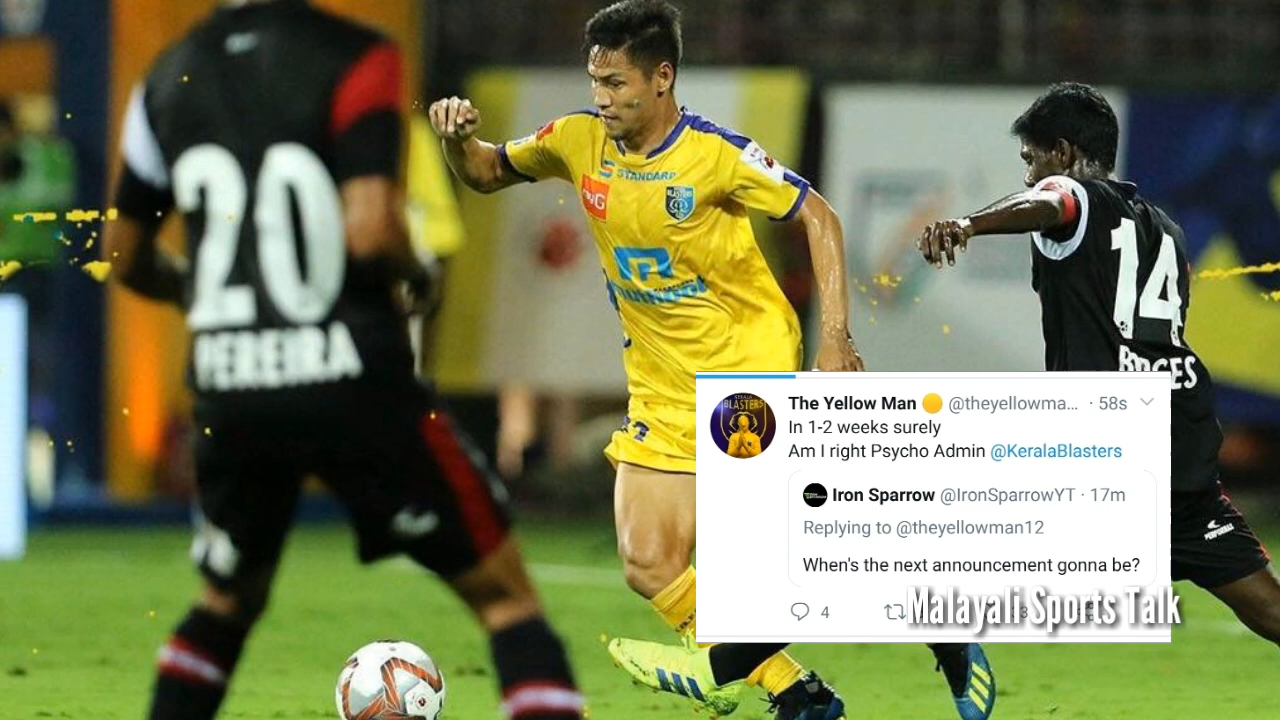 20
PEREIRA
STANDARD
14
The Yellow Man @theyellowma... · 58s
In 1-2 weeks surely
Am I right Psycho Admin @KeralaBlasters
Iron Sparrow @IronSparrowYT · 17m
Replying to @theyellowman12
When's the next announcement gonna be?
4
Malayali Sports Talk